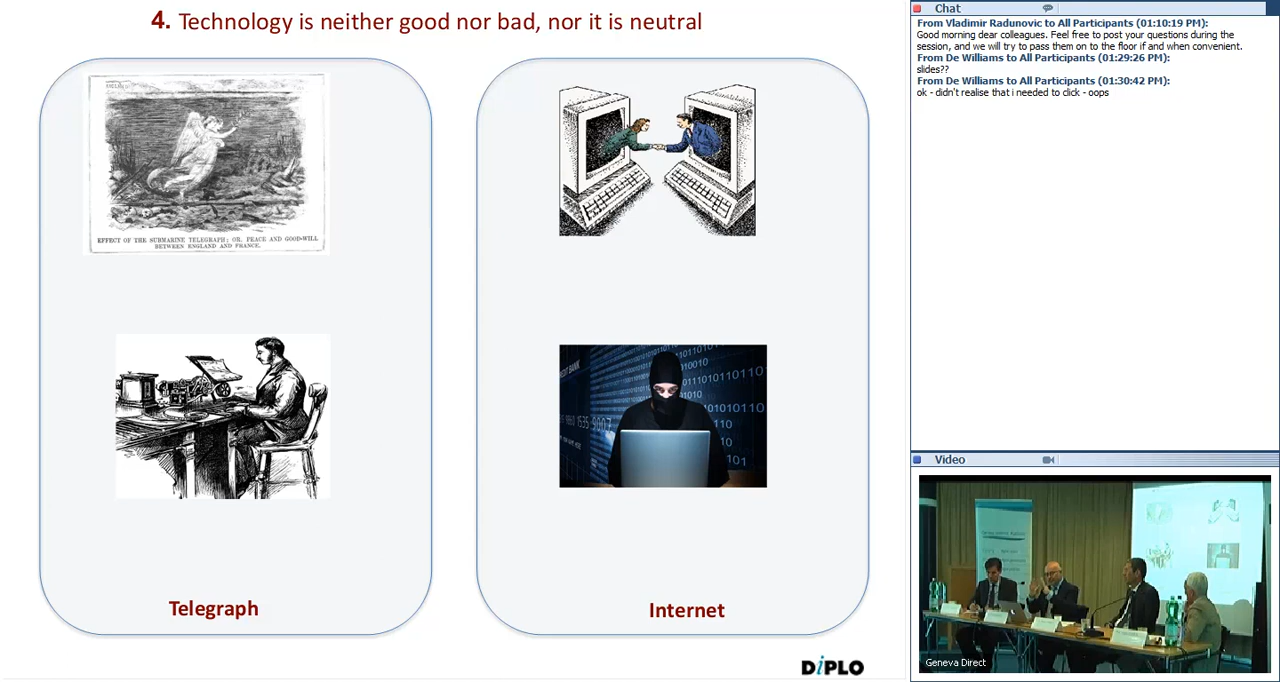 4. Technology is neither good nor bad, nor it is neutral
EFFECT OF THE SUBMARINE TELEGRAPH; OR, PEACE AND GOOD-WILL
BETWEEN ENGLAND AND FRANCE.
Telegraph
Internet
DiPLO
Chat
From Vladimir Radunovic to All Participants (01:10:19 PM):
Good morning dear colleagues. Feel free to post your questions during the
session, and we will try to pass them on to the floor if and when convenient.
From De Williams to All Participants (01:29:26 PM):
slides??
From De Williams to All Participants (01:30:42 PM):
ok - didn't realise that i needed to click - oops
Video
Geneva Direct